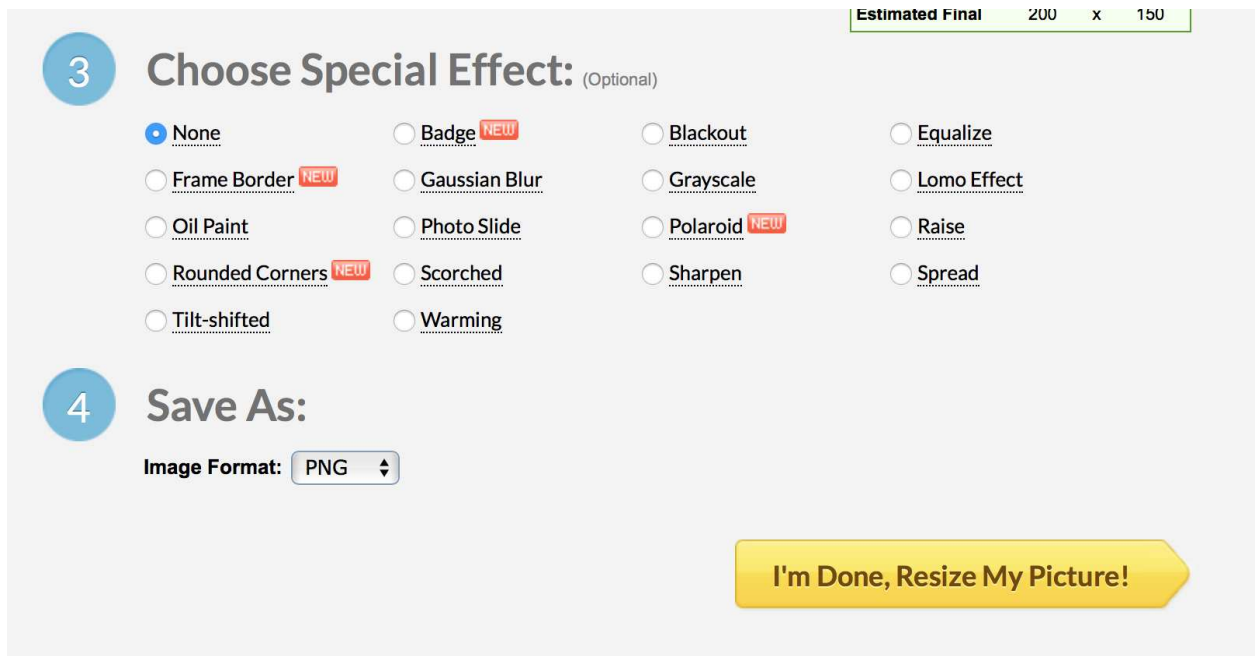 Estimated Final 200 x 150
3 Choose Special Effect: (Optional)
None Badge NEW Blackout Equalize
Frame Border NEW Gaussian Blur Grayscale Lomo Effect
Oil Paint Photo Slide Polaroid NEW Raise
Rounded Corners NEW Scorched Sharpen Spread
Tilt-shifted Warming
4 Save As:
Image Format: PNG
I'm Done, Resize My Picture!